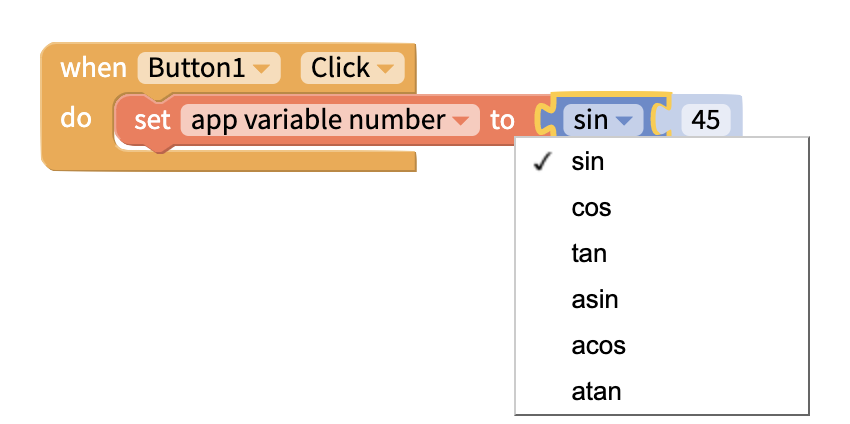 when Button1 Click
do set app variable number to sin 45
sin
cos
tan
asin
acos
atan